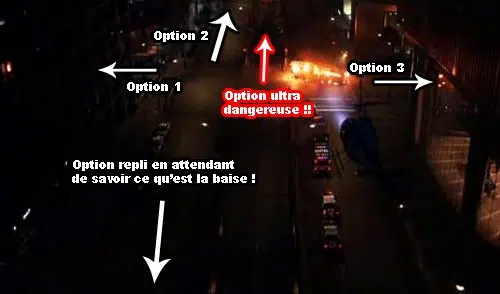 Option 2
Option 3
Option 1
Option ultra
dangereuse !!
Option repli en attendant
de savoir ce qu'est la baise !